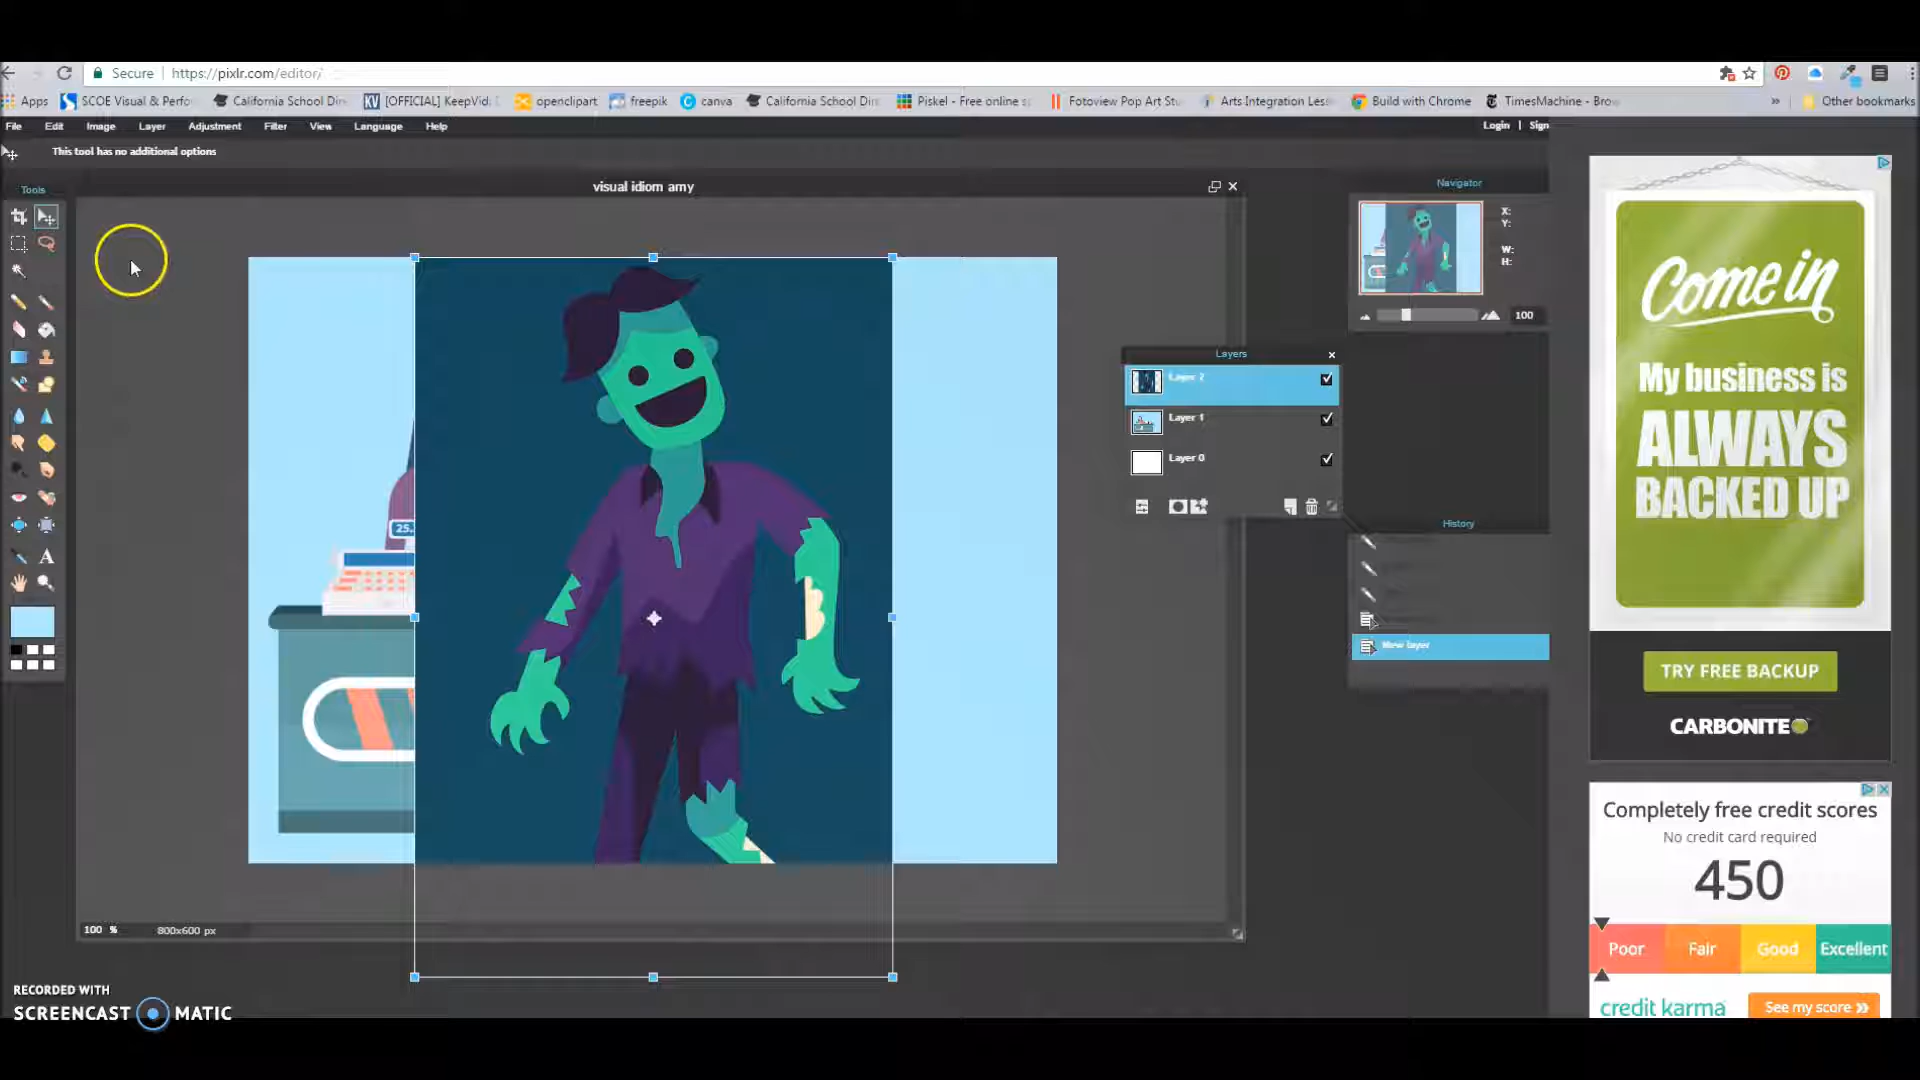 Secure https://pixlr.com/editor/
Apps SCOE Visual & Perfo California School Dir [OFFICIAL] KeepVid: openclipart freepik canva California School Dir Piskel - Free online s Fotoview Pop Art Stu Arts Integration Less Build with Chrome TimesMachine - Brow » Other bookmarks
File Edit Image Layer Adjustment Filter View Language Help Login | Sign
This tool has no additional options
Tools
visual idiom amy
Navigator
X:
Y:
W:
H:
100
Layers
Layer 2
Layer 1
Layer 0
History
New layer
25.
A
100 % 800x600 px
Come in
My business is
ALWAYS
BACKED UP
TRY FREE BACKUP
CARBONITE
Completely free credit scores
No credit card required
450
Poor Fair Good Excellent
credit karma See my score »
RECORDED WITH
SCREENCAST MATIC